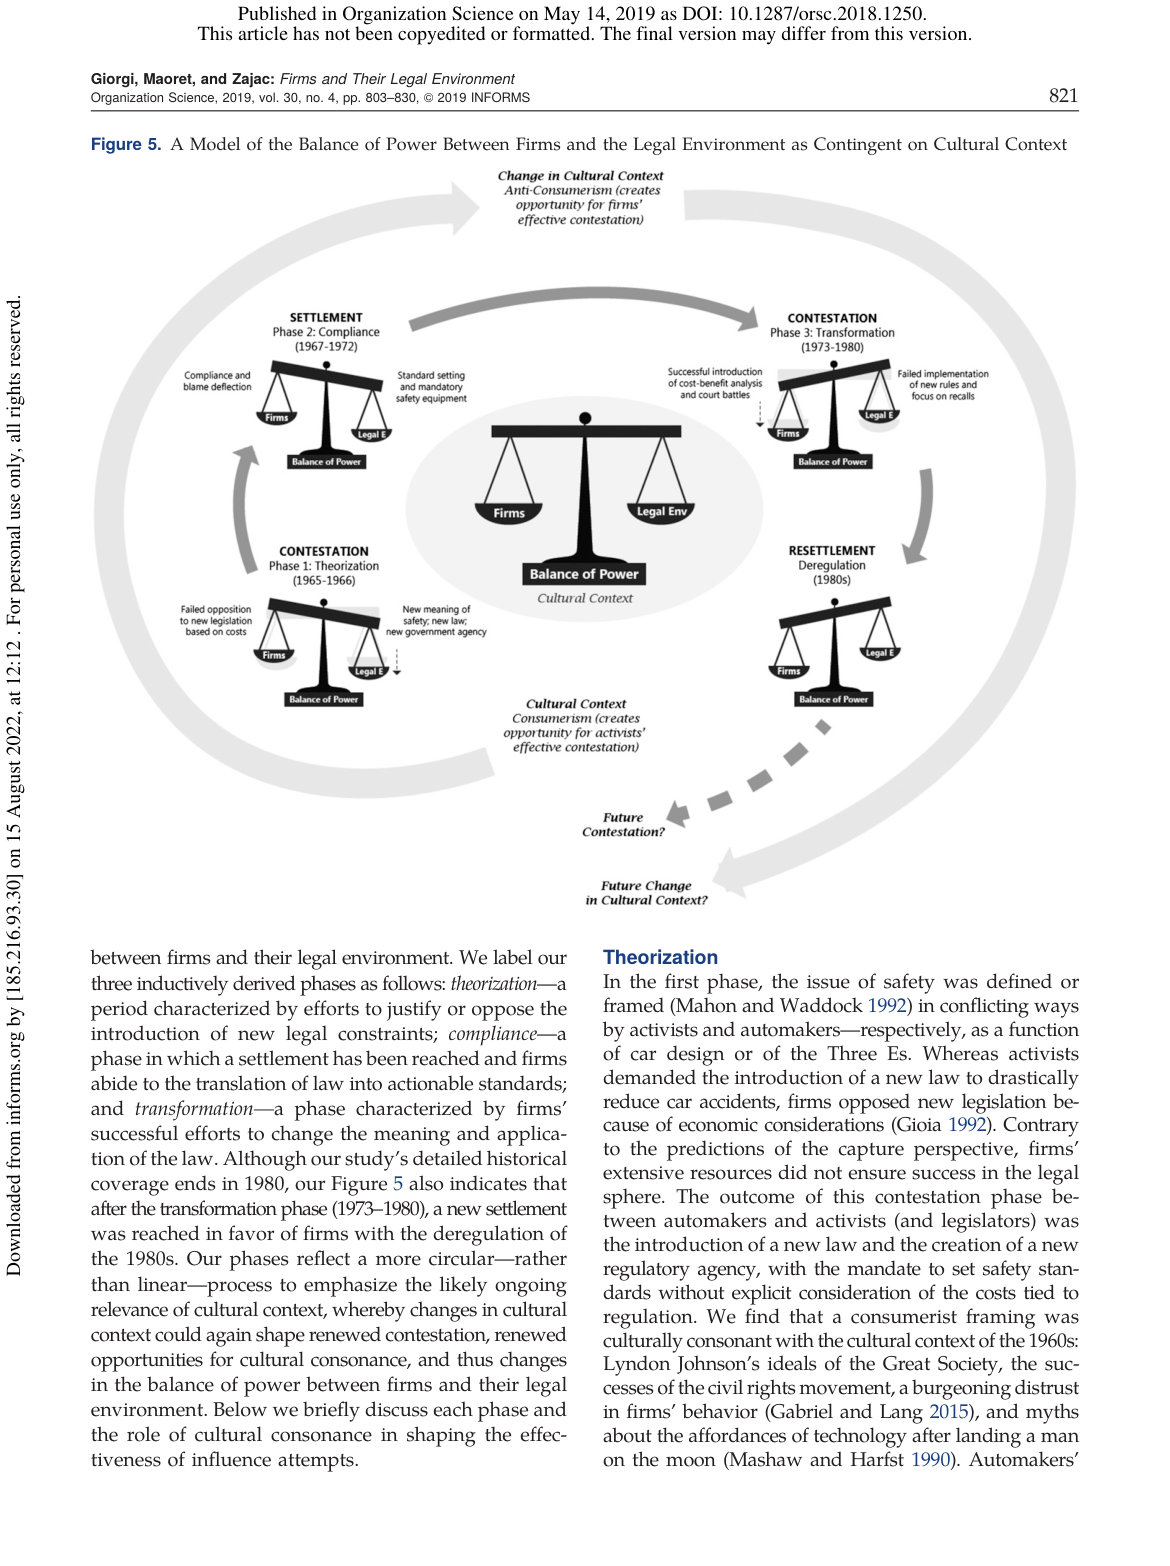 Published in Organization Science on May 14, 2019 as DOI: 10.1287/orsc.2018.1250.
This article has not been copyedited or formatted. The final version may differ from this version.
Giorgi, Maoret, and Zajac: Firms and Their Legal Environment
Organization Science, 2019, vol. 30, no. 4, pp. 803–830, © 2019 INFORMS
821
Figure 5. A Model of the Balance of Power Between Firms and the Legal Environment as Contingent on Cultural Context
Change in Cultural Context
Anti-Consumerism (creates
opportunity for firms'
effective contestation)
SETTLEMENT
Phase 2: Compliance
(1967-1972)
Compliance and
blame deflection
Standard setting
and mandatory
safety equipment
Firms
Legal E
Balance of Power
CONTESTATION
Phase 3: Transformation
(1973-1980)
Successful introduction
of cost-benefit analysis
and court battles
Failed implementation
of new rules and
focus on recalls
Firms
Legal E
Balance of Power
Firms
Legal Env
Balance of Power
Cultural Context
CONTESTATION
Phase 1: Theorization
(1965-1966)
Failed opposition
to new legislation
based on costs
New meaning of
safety; new law;
new government agency
Firms
Legal E
Balance of Power
RESETTLEMENT
Deregulation
(1980s)
Firms
Legal E
Balance of Power
Cultural Context
Consumerism (creates
opportunity for activists'
effective contestation)
Future
Contestation?
Future Change
in Cultural Context?
between firms and their legal environment. We label our
three inductively derived phases as follows: theorization—a
period characterized by efforts to justify or oppose the
introduction of new legal constraints; compliance—a
phase in which a settlement has been reached and firms
abide to the translation of law into actionable standards;
and transformation—a phase characterized by firms'
successful efforts to change the meaning and applica-
tion of the law. Although our study's detailed historical
coverage ends in 1980, our Figure 5 also indicates that
after the transformation phase (1973–1980), a new settlement
was reached in favor of firms with the deregulation of
the 1980s. Our phases reflect a more circular—rather
than linear—process to emphasize the likely ongoing
relevance of cultural context, whereby changes in cultural
context could again shape renewed contestation, renewed
opportunities for cultural consonance, and thus changes
in the balance of power between firms and their legal
environment. Below we briefly discuss each phase and
the role of cultural consonance in shaping the effec-
tiveness of influence attempts.
Theorization
In the first phase, the issue of safety was defined or
framed (Mahon and Waddock 1992) in conflicting ways
by activists and automakers—respectively, as a function
of car design or of the Three Es. Whereas activists
demanded the introduction of a new law to drastically
reduce car accidents, firms opposed new legislation be-
cause of economic considerations (Gioia 1992). Contrary
to the predictions of the capture perspective, firms'
extensive resources did not ensure success in the legal
sphere. The outcome of this contestation phase be-
tween automakers and activists (and legislators) was
the introduction of a new law and the creation of a new
regulatory agency, with the mandate to set safety stan-
dards without explicit consideration of the costs tied to
regulation. We find that a consumerist framing was
culturally consonant with the cultural context of the 1960s:
Lyndon Johnson's ideals of the Great Society, the suc-
cesses of the civil rights movement, a burgeoning distrust
in firms' behavior (Gabriel and Lang 2015), and myths
about the affordances of technology after landing a man
on the moon (Mashaw and Harfst 1990). Automakers'
Downloaded from informs.org by [185.216.93.30] on 15 August 2022, at 12:12 . For personal use only, all rights reserved.